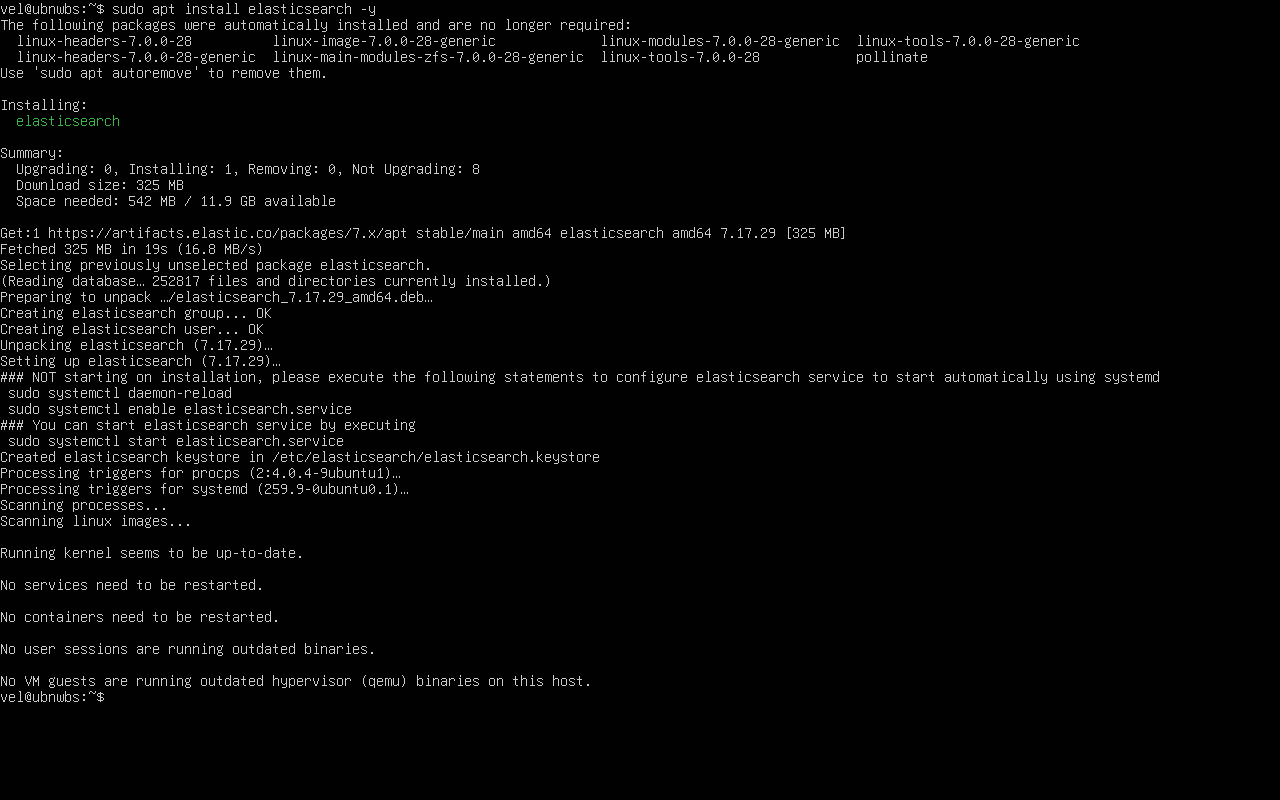 vel@ubnwbs:~$ sudo apt install elasticsearch -y
The following packages were automatically installed and are no longer required:
  linux-headers-7.0.0-28          linux-image-7.0.0-28-generic             linux-modules-7.0.0-28-generic  linux-tools-7.0.0-28-generic
  linux-headers-7.0.0-28-generic  linux-main-modules-zfs-7.0.0-28-generic  linux-tools-7.0.0-28            pollinate
Use 'sudo apt autoremove' to remove them.

Installing:
  elasticsearch

Summary:
  Upgrading: 0, Installing: 1, Removing: 0, Not Upgrading: 8
  Download size: 325 MB
  Space needed: 542 MB / 11.9 GB available

Get:1 https://artifacts.elastic.co/packages/7.x/apt stable/main amd64 elasticsearch amd64 7.17.29 [325 MB]
Fetched 325 MB in 19s (16.8 MB/s)
Selecting previously unselected package elasticsearch.
(Reading database… 252817 files and directories currently installed.)
Preparing to unpack …/elasticsearch_7.17.29_amd64.deb…
Creating elasticsearch group... OK
Creating elasticsearch user... OK
Unpacking elasticsearch (7.17.29)…
Setting up elasticsearch (7.17.29)…
### NOT starting on installation, please execute the following statements to configure elasticsearch service to start automatically using systemd
 sudo systemctl daemon-reload
 sudo systemctl enable elasticsearch.service
### You can start elasticsearch service by executing
 sudo systemctl start elasticsearch.service
Created elasticsearch keystore in /etc/elasticsearch/elasticsearch.keystore
Processing triggers for procps (2:4.0.4-9ubuntu1)…
Processing triggers for systemd (259.9-0ubuntu0.1)…
Scanning processes...
Scanning linux images...

Running kernel seems to be up-to-date.

No services need to be restarted.

No containers need to be restarted.

No user sessions are running outdated binaries.

No VM guests are running outdated hypervisor (qemu) binaries on this host.
vel@ubnwbs:~$